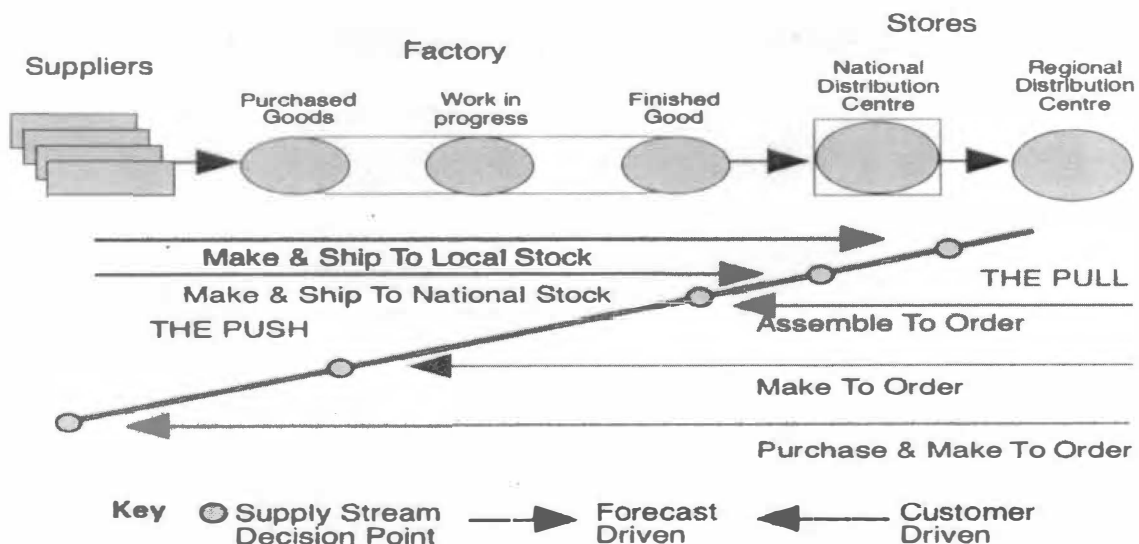 Stores
Factory
Suppliers
National
Distribution
Centre
Regional
Distribution
Centre
Purchased
Goods
Work in
progress
Finished
Good
Make & Ship To Local Stock
Make & Ship To National Stock
THE PULL
THE PUSH
Assemble To Order
Make To Order
Purchase & Make To Order
Key
Supply Stream
Decision Point
Forecast
Driven
Customer
Driven